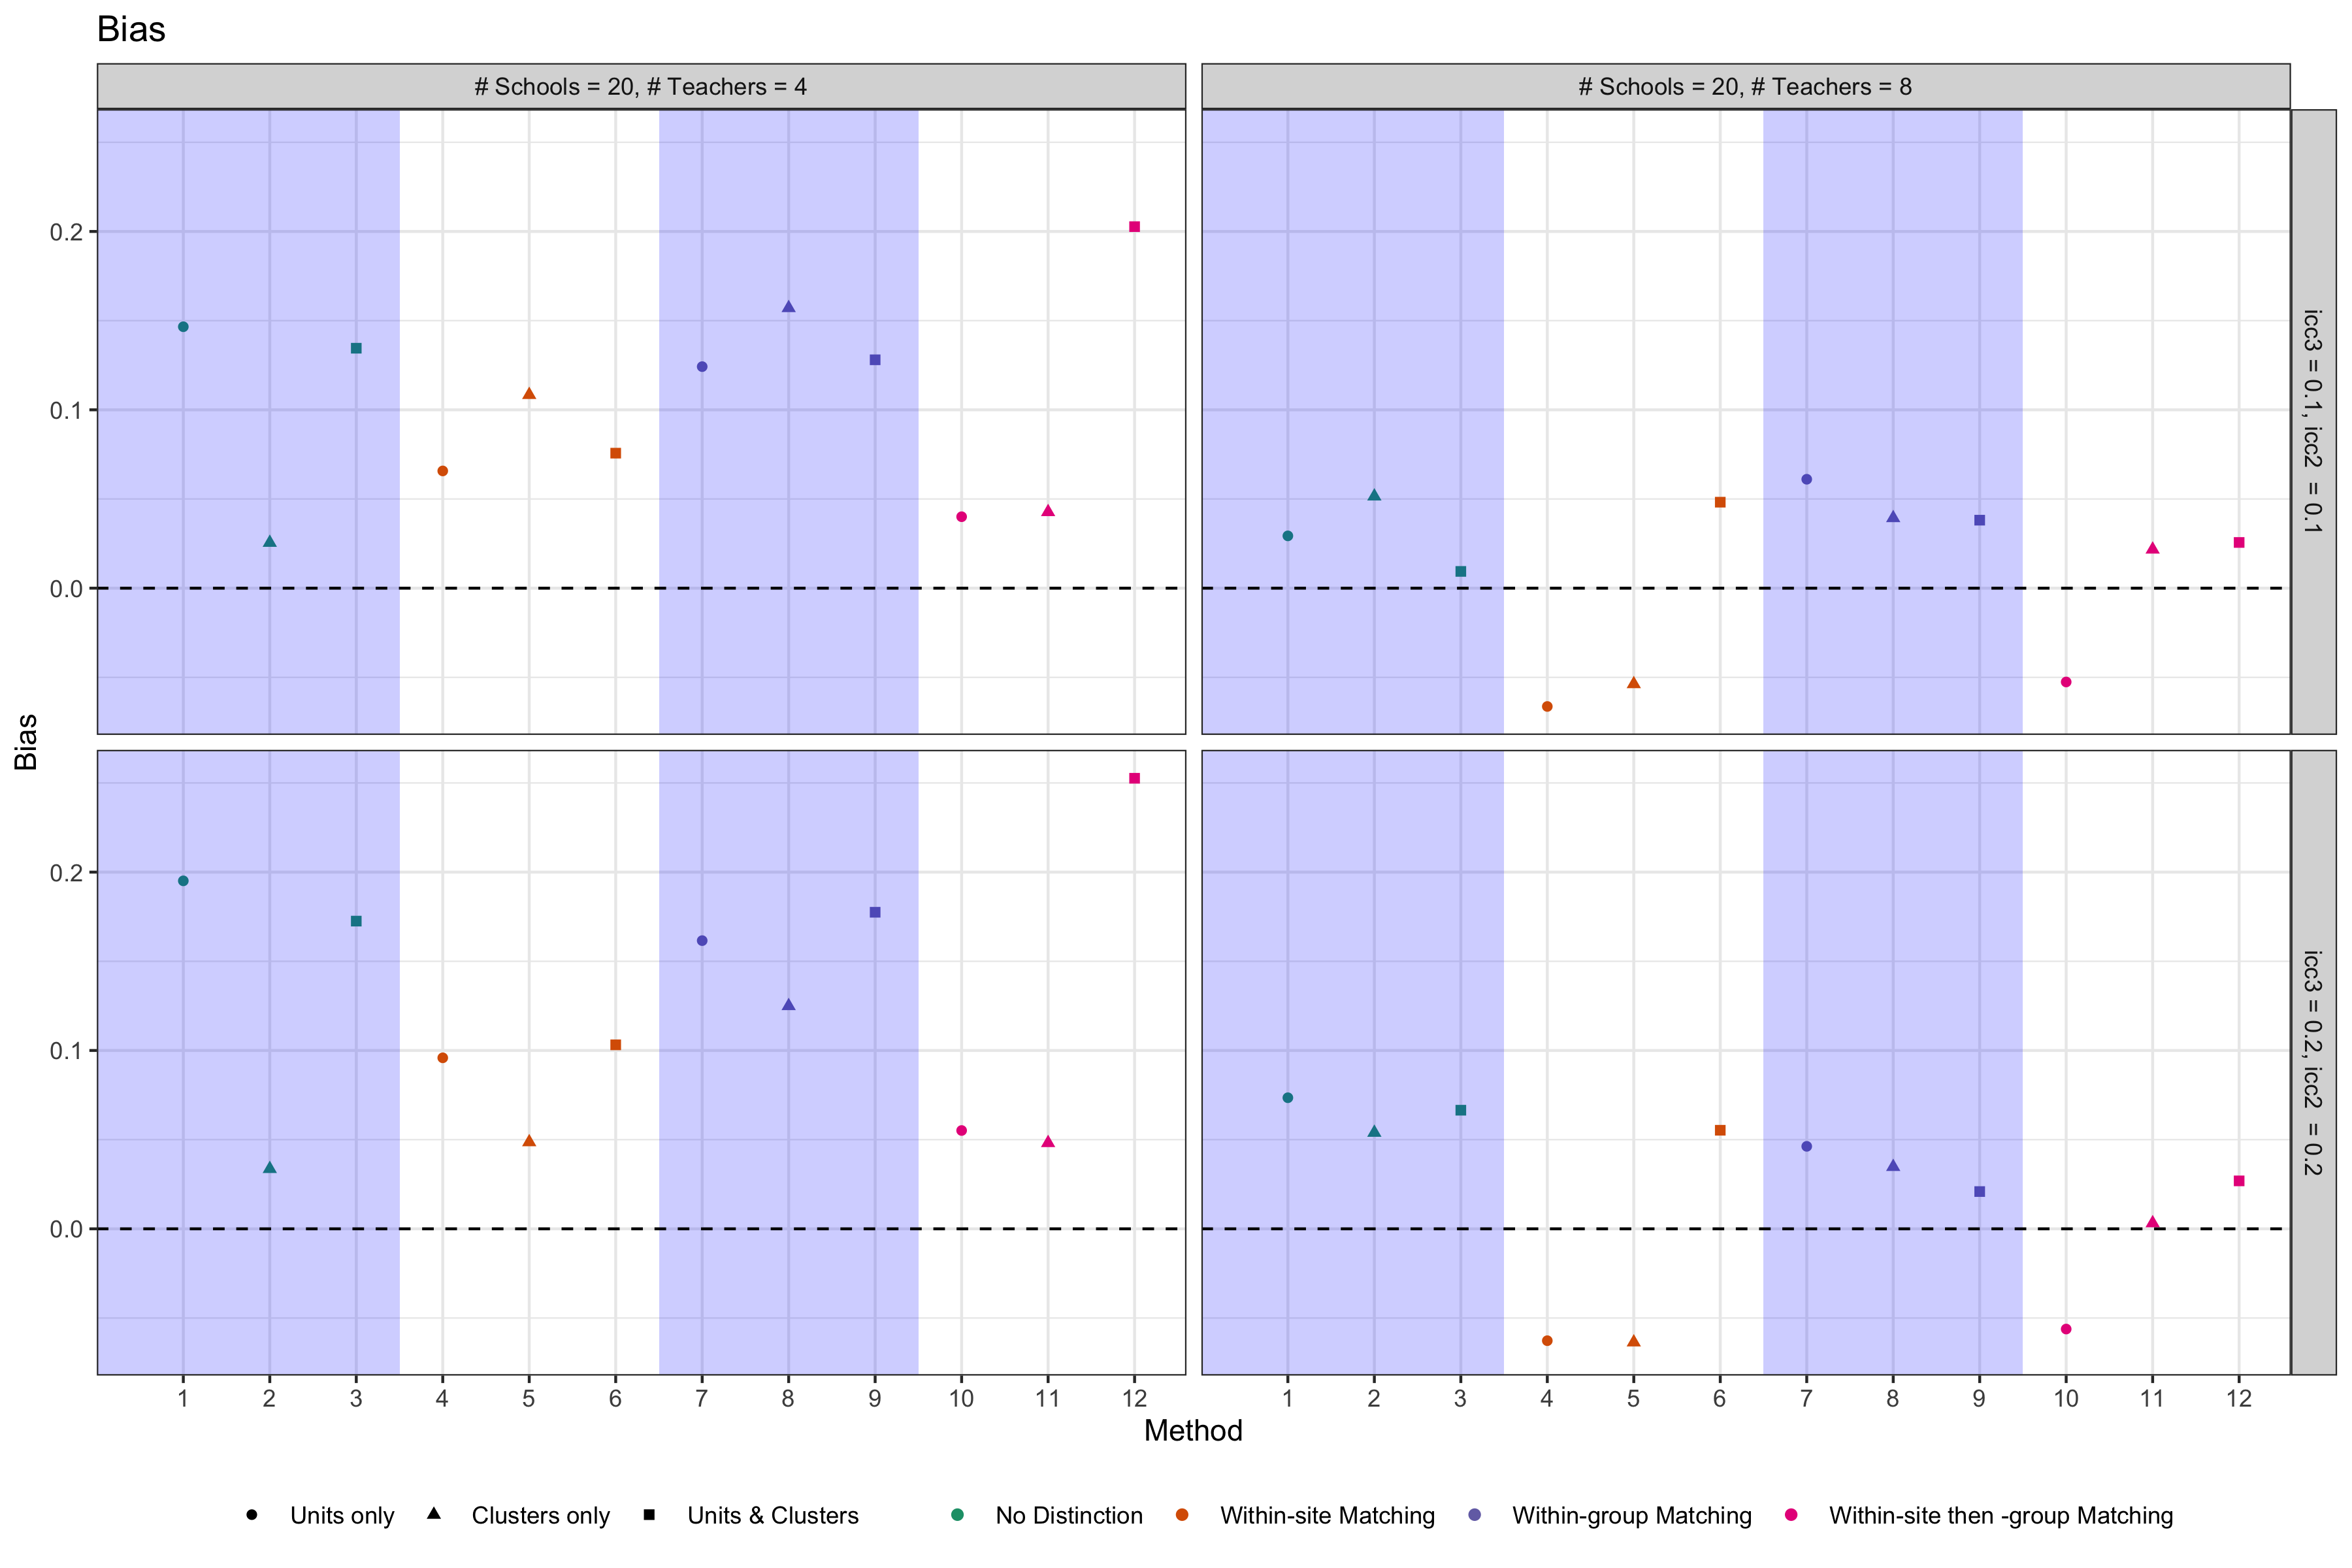 Bias
# Schools = 20, # Teachers = 4
# Schools = 20, # Teachers = 8
0.2
0.1
0.0
icc3 = 0.1, icc2 = 0.1
Bias
0.2
0.1
0.0
icc3 = 0.2, icc2 = 0.2
1 2 3 4 5 6 7 8 9 10 11 12
1 2 3 4 5 6 7 8 9 10 11 12
Method
Units only Clusters only Units & Clusters No Distinction Within-site Matching Within-group Matching Within-site then -group Matching